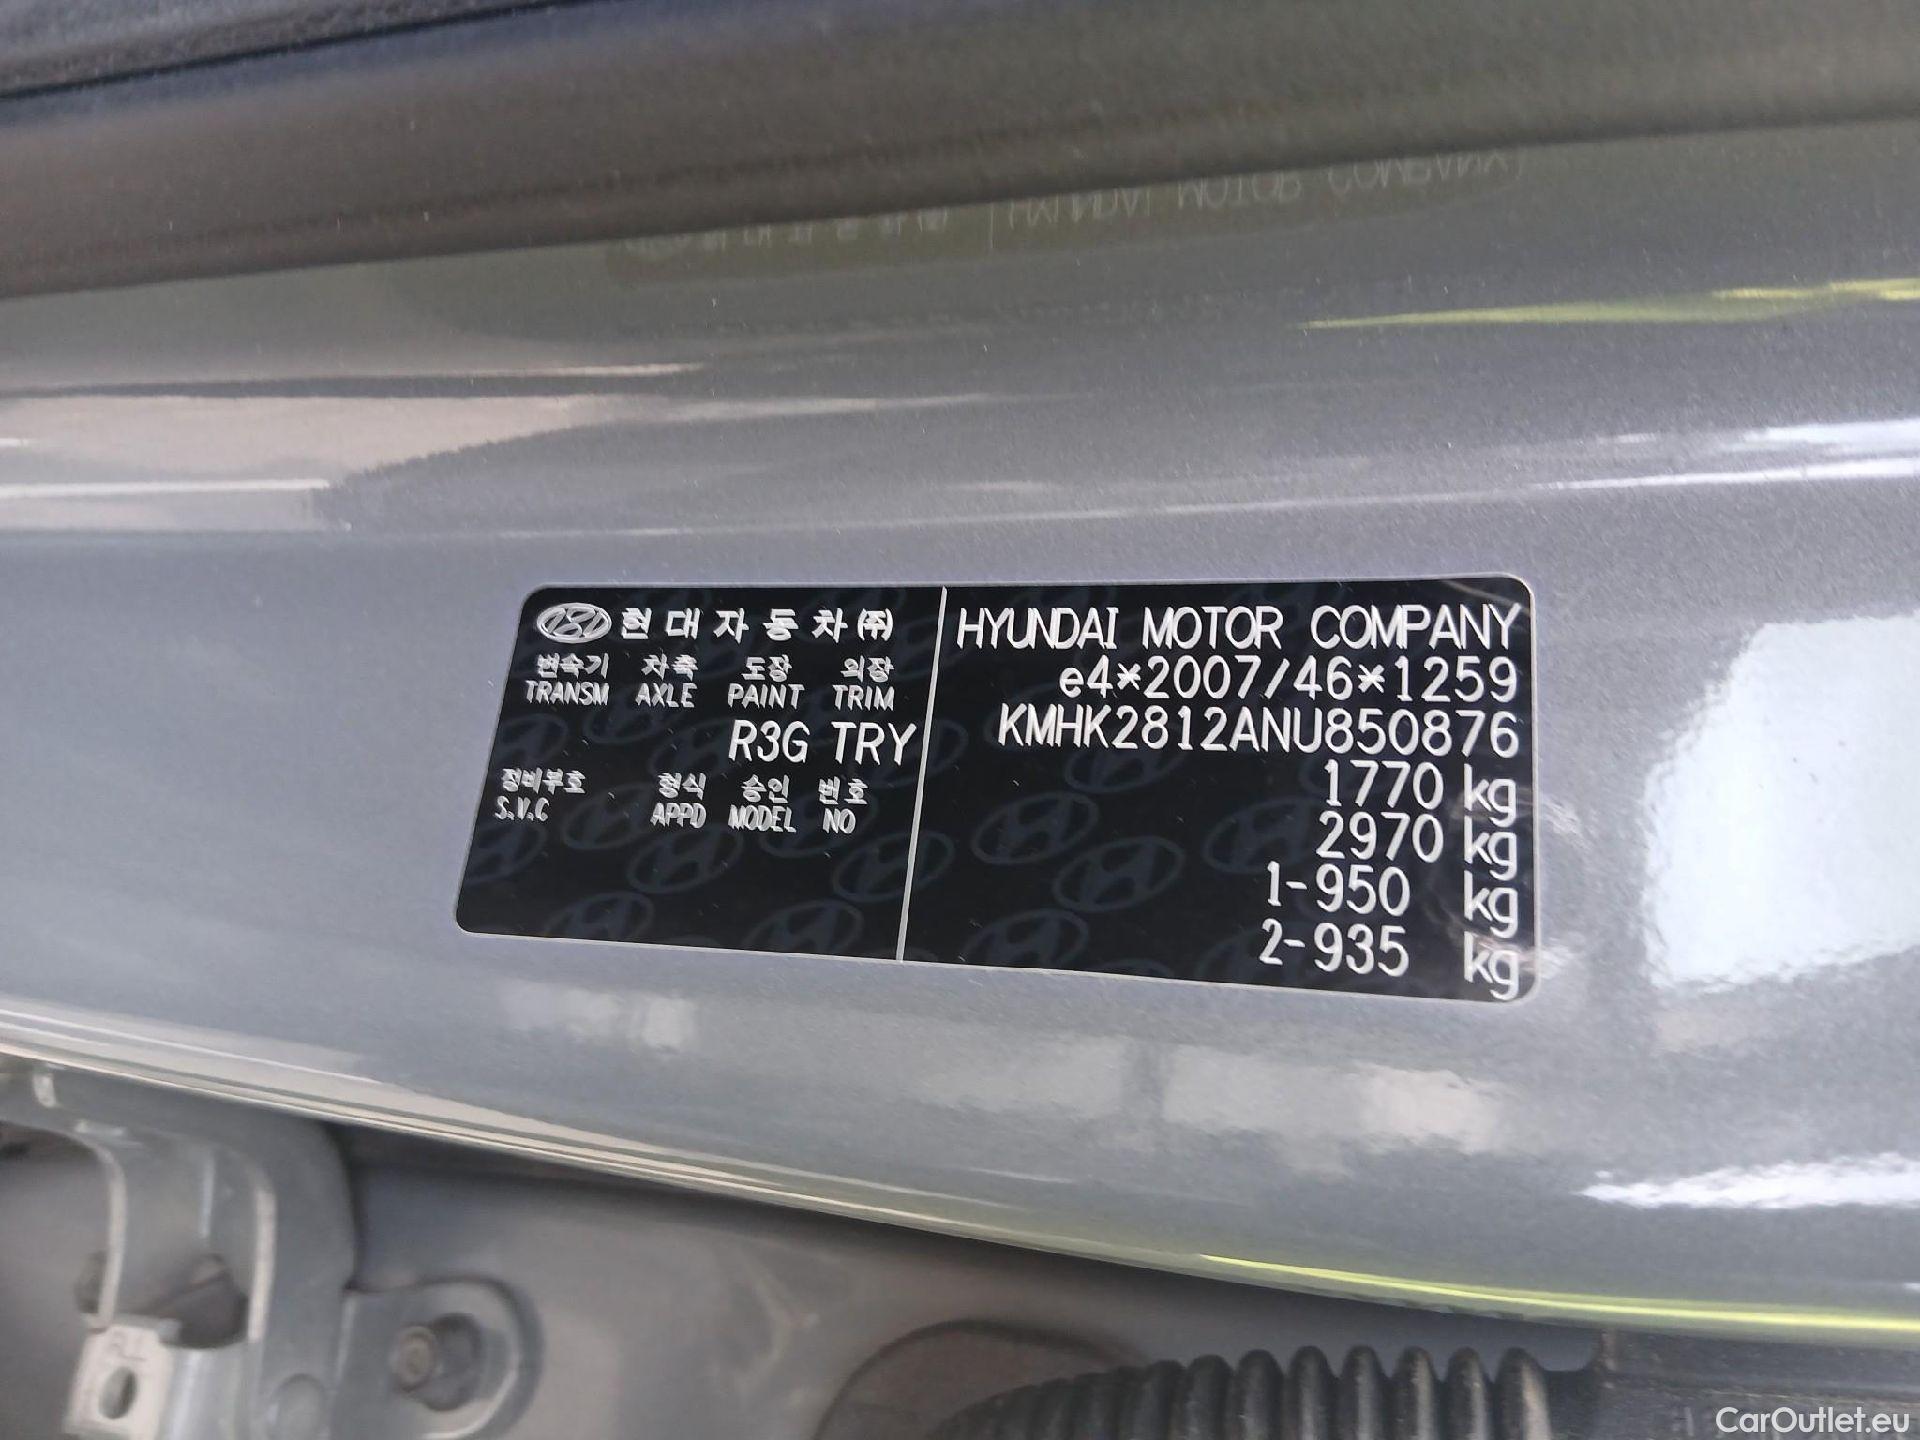 현대자동차(주)
변속기 차축 도장 의장
TRANSM AXLE PAINT TRIM
R3G TRY
정비부호 형식 승인 번호
S.V.C APPD MODEL NO
HYUNDAI MOTOR COMPANY
e4*2007/46*1259
KMHK2812ANU850876
1770 kg
2970 kg
1-950 kg
2-935 kg
RLL
CarOutlet.eu